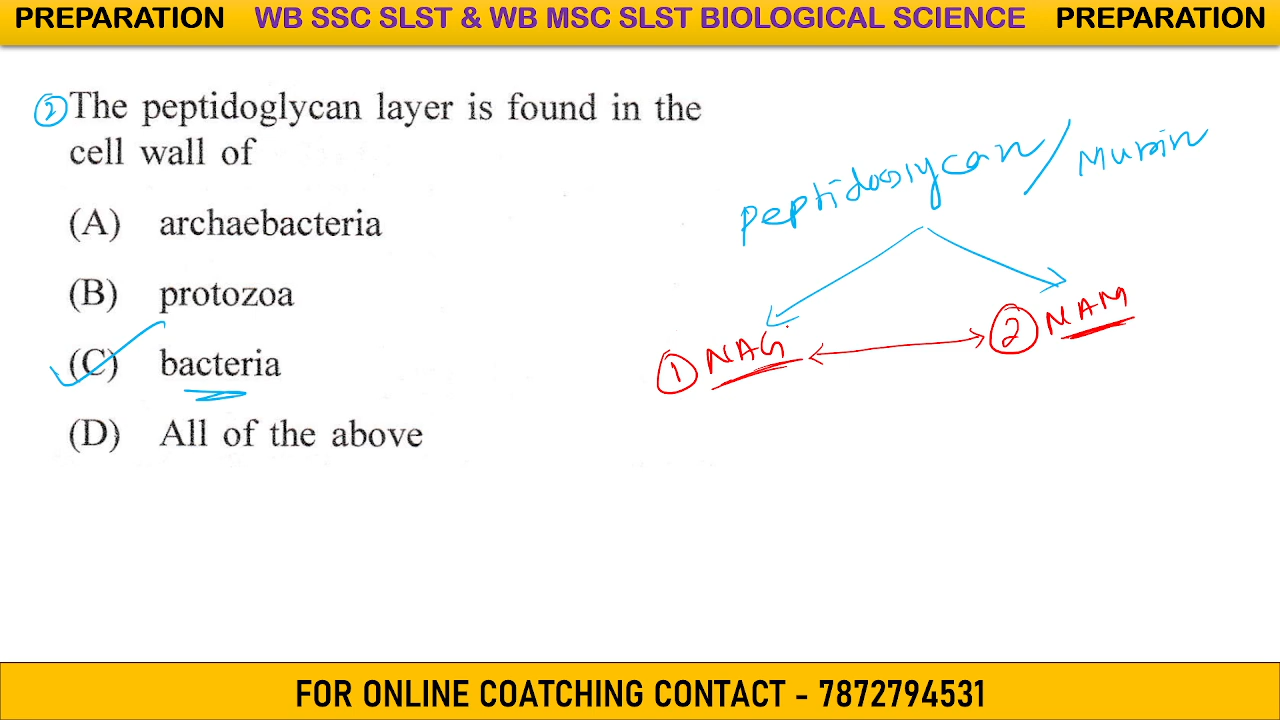 PREPARATION WB SSC SLST & WB MSC SLST BIOLOGICAL SCIENCE PREPARATION
② The peptidoglycan layer is found in the
cell wall of
(A) archaebacteria
(B) protozoa
(C) bacteria
(D) All of the above
Peptidoglycan / Murin
① NAG
② NAM
FOR ONLINE COATCHING CONTACT - 7872794531